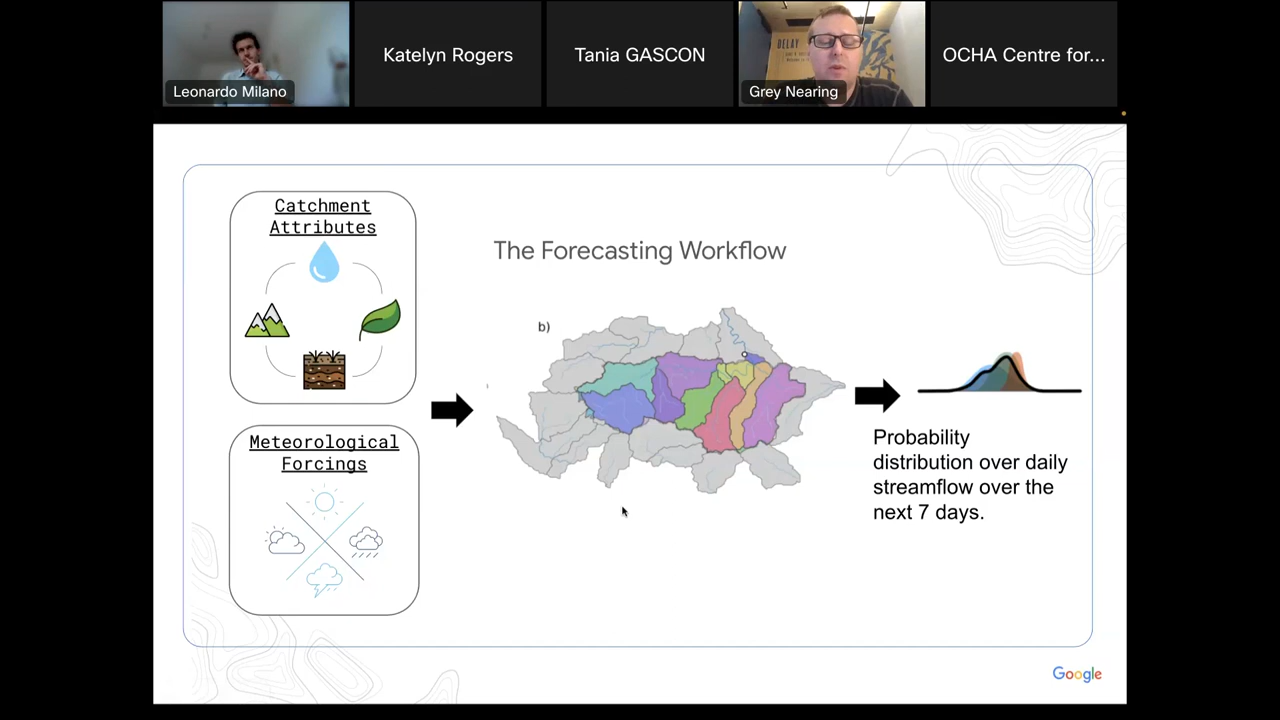 Leonardo Milano
Katelyn Rogers
Tania GASCON
DELAY
Grey Nearing
OCHA Centre for...
Catchment
Attributes
The Forecasting Workflow
b)
Meteorological
Forcings
Probability
distribution over daily
streamflow over the
next 7 days.
Google